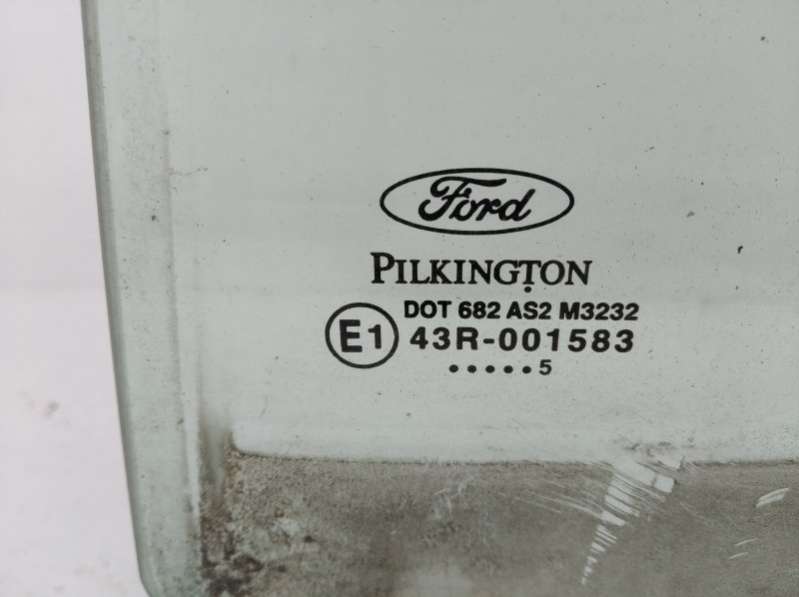 Ford
PILKINGTON
DOT 682 AS2 M3232
E1 43R-001583
.....5